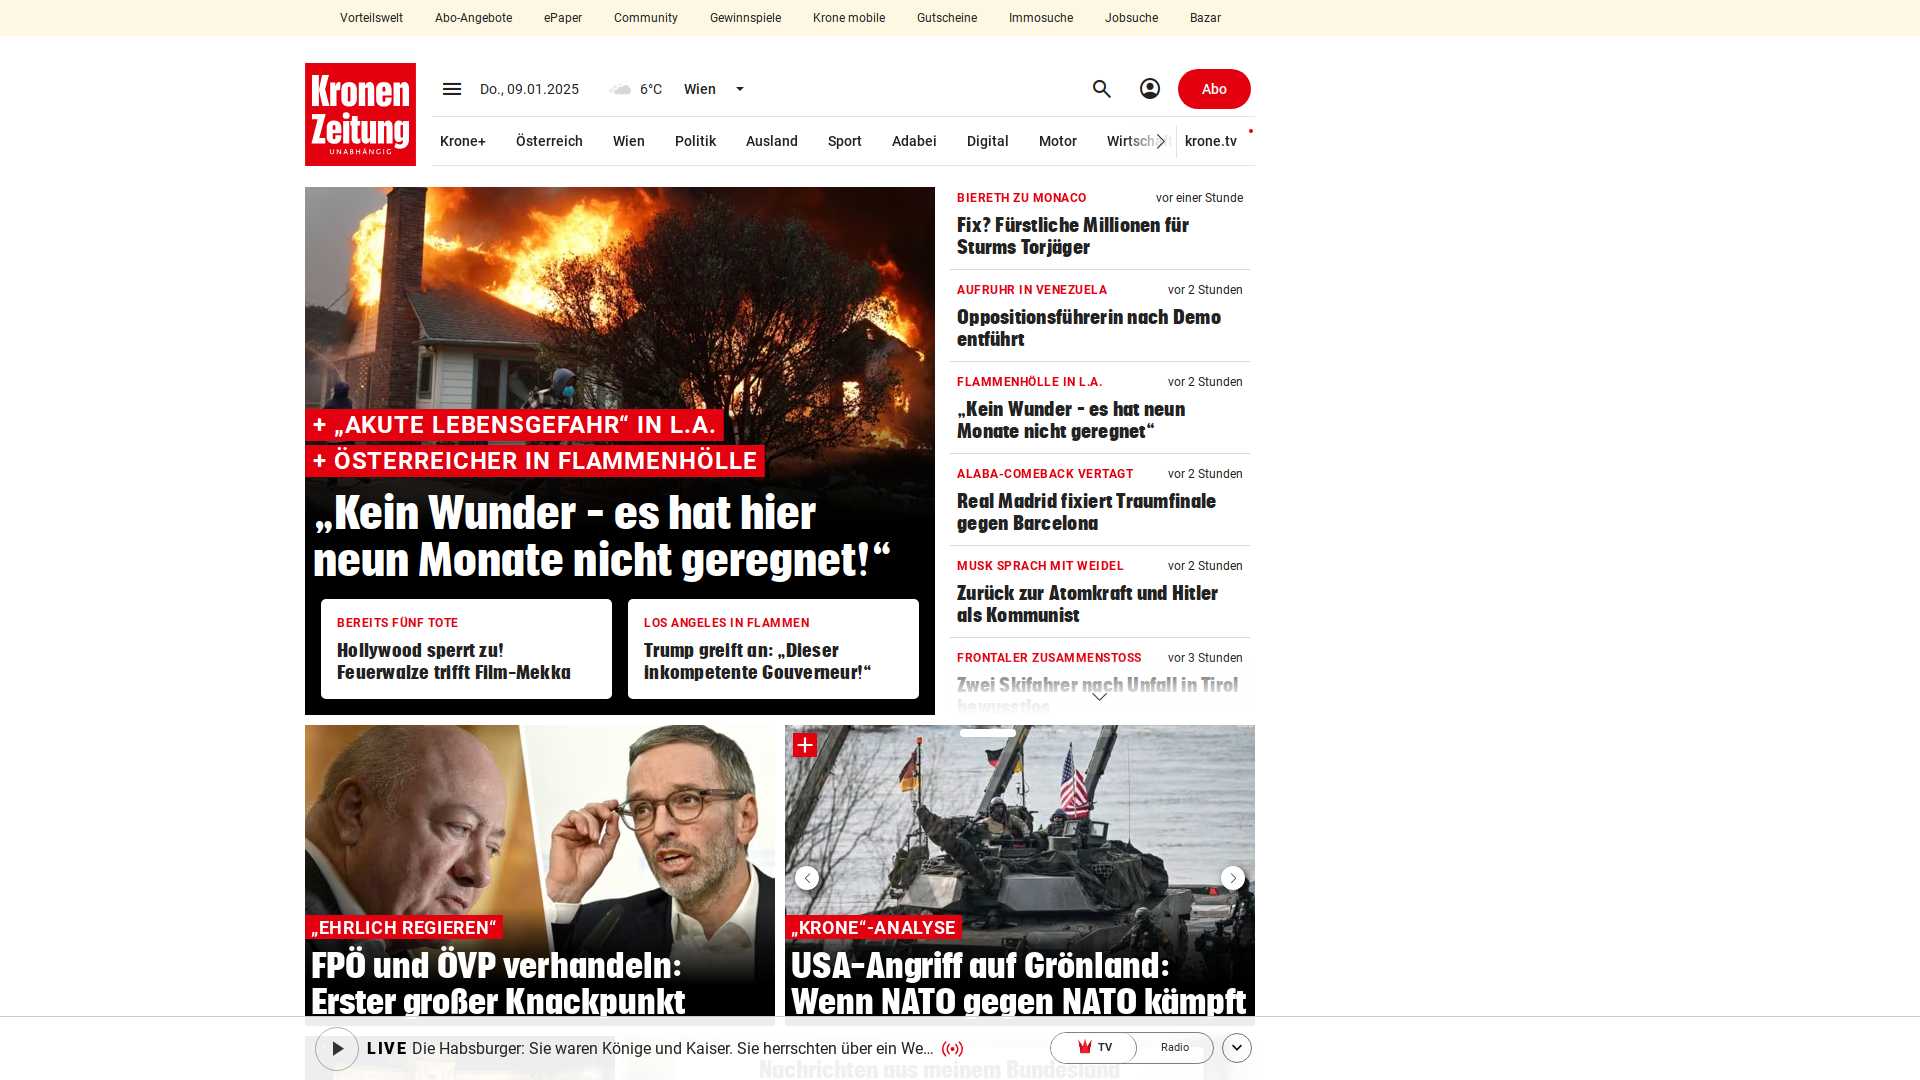 Vorteilswelt Abo-Angebote ePaper Community Gewinnspiele Krone mobile Gutscheine Immosuche Jobsuche Bazar
Kronen
Zeitung
UNABHÄNGIG
Do., 09.01.2025 6°C Wien
Abo
Krone+ Österreich Wien Politik Ausland Sport Adabei Digital Motor Wirtschaft krone.tv
+ „AKUTE LEBENSGEFAHR“ IN L.A.
+ ÖSTERREICHER IN FLAMMENHÖLLE
„Kein Wunder – es hat hier
neun Monate nicht geregnet!“
BEREITS FÜNF TOTE
Hollywood sperrt zu!
Feuerwalze trifft Film-Mekka
LOS ANGELES IN FLAMMEN
Trump greift an: „Dieser
inkompetente Gouverneur!“
BIERETH ZU MONACO vor einer Stunde
Fix? Fürstliche Millionen für
Sturms Torjäger
AUFRUHR IN VENEZUELA vor 2 Stunden
Oppositionsführerin nach Demo
entführt
FLAMMENHÖLLE IN L.A. vor 2 Stunden
„Kein Wunder – es hat neun
Monate nicht geregnet“
ALABA-COMEBACK VERTAGT vor 2 Stunden
Real Madrid fixiert Traumfinale
gegen Barcelona
MUSK SPRACH MIT WEIDEL vor 2 Stunden
Zurück zur Atomkraft und Hitler
als Kommunist
FRONTALER ZUSAMMENSTOSS vor 3 Stunden
Zwei Skifahrer nach Unfall in Tirol
bewusstlos
„EHRLICH REGIEREN“
FPÖ und ÖVP verhandeln:
Erster großer Knackpunkt
„KRONE“-ANALYSE
USA-Angriff auf Grönland:
Wenn NATO gegen NATO kämpft
LIVE Die Habsburger: Sie waren Könige und Kaiser. Sie herrschten über ein We…
TV Radio
Nachrichten aus meinem Bundesland